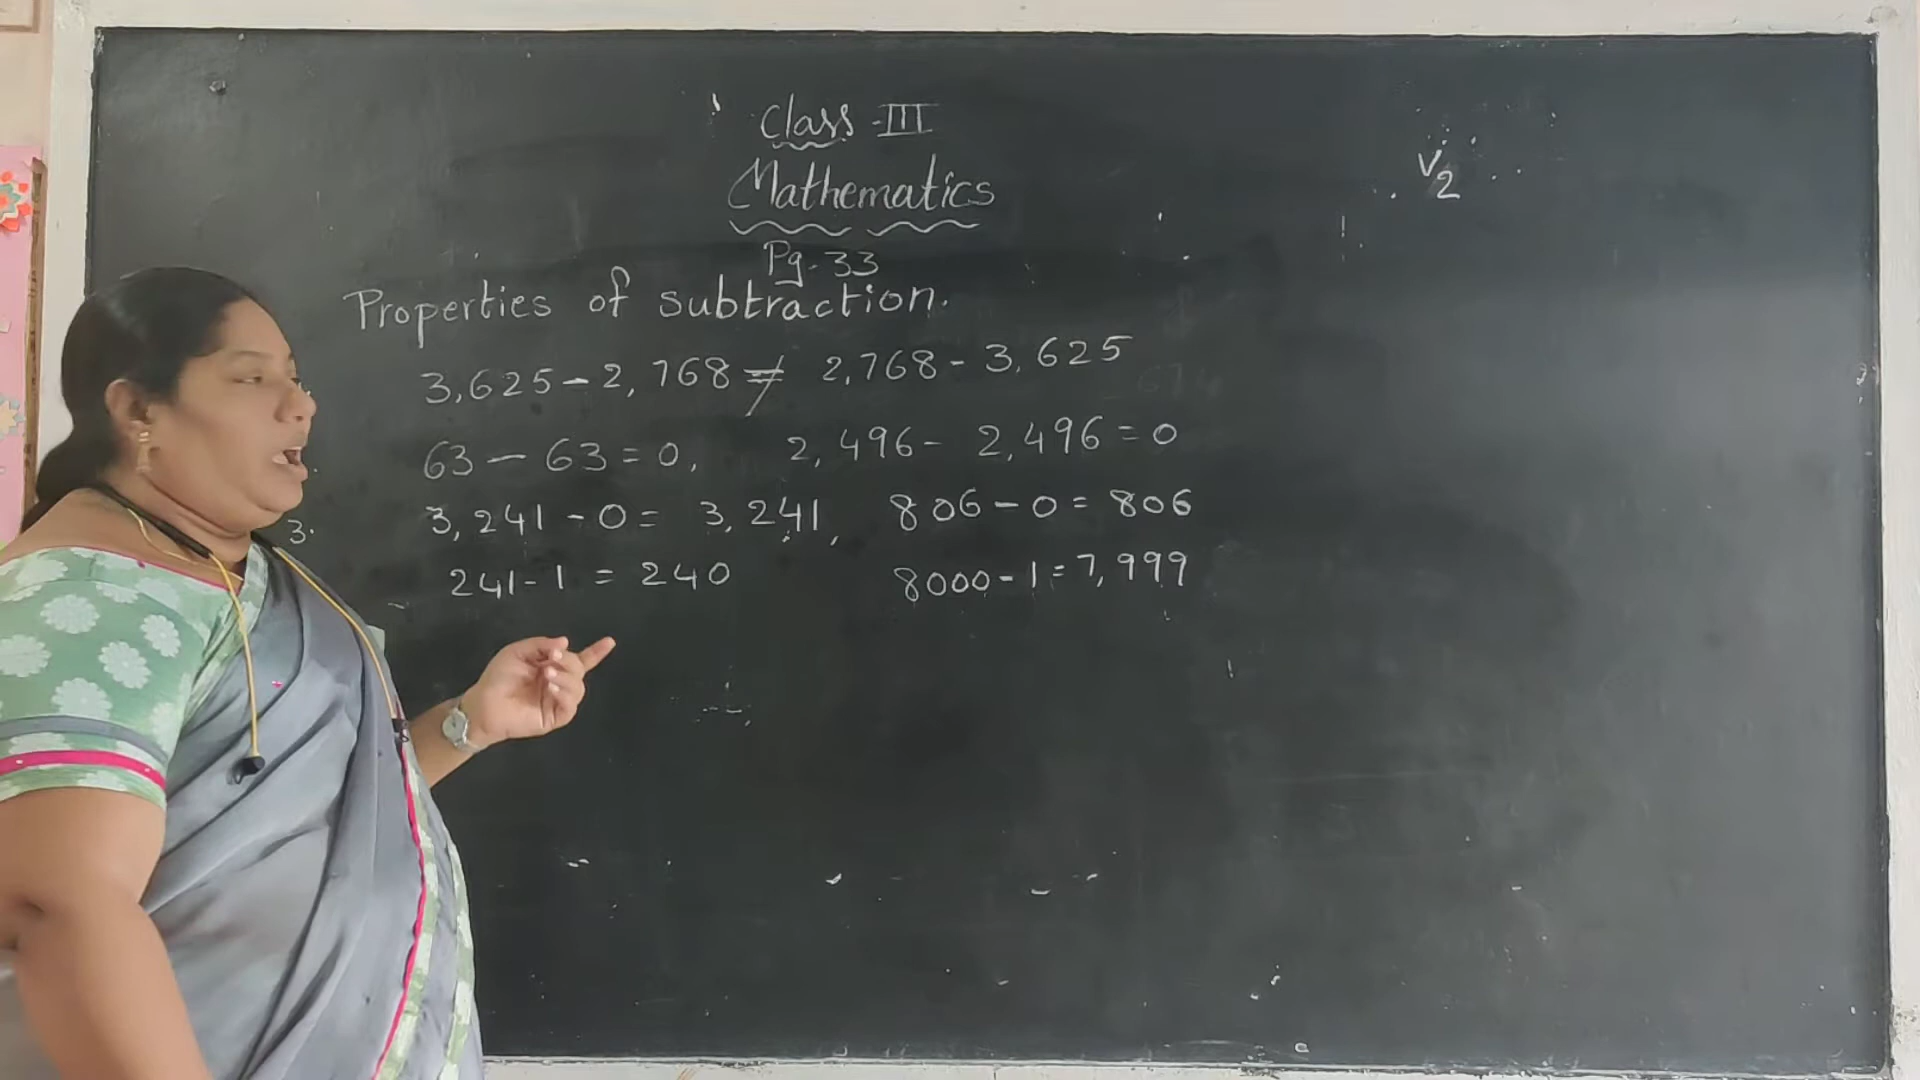 Class - III
Mathematics
V2
Pg-33
Properties of subtraction.
3,625 - 2,768 ≠ 2,768 - 3,625
63 - 63 = 0, 2,496 - 2,496 = 0
3. 3,241 - 0 = 3,241, 806 - 0 = 806
241 - 1 = 240 8000 - 1 = 7,999